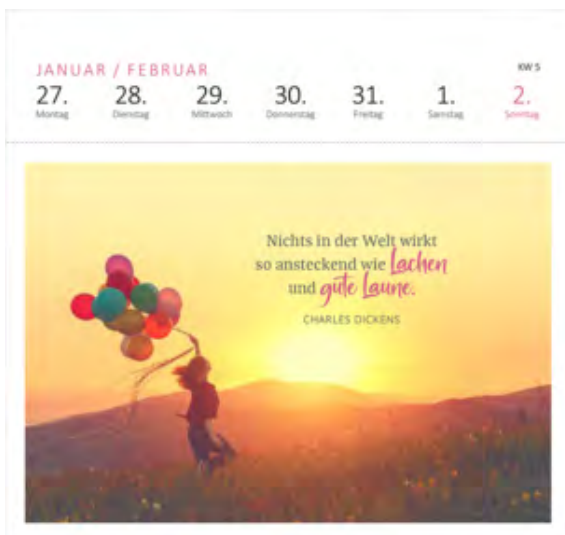 JANUAR / FEBRUAR
KW 5
27. 28. 29. 30. 31. 1. 2.
Montag Dienstag Mittwoch Donnerstag Freitag Samstag Sonntag
Nichts in der Welt wirkt
so ansteckend wie Lachen
und gute Laune.
CHARLES DICKENS